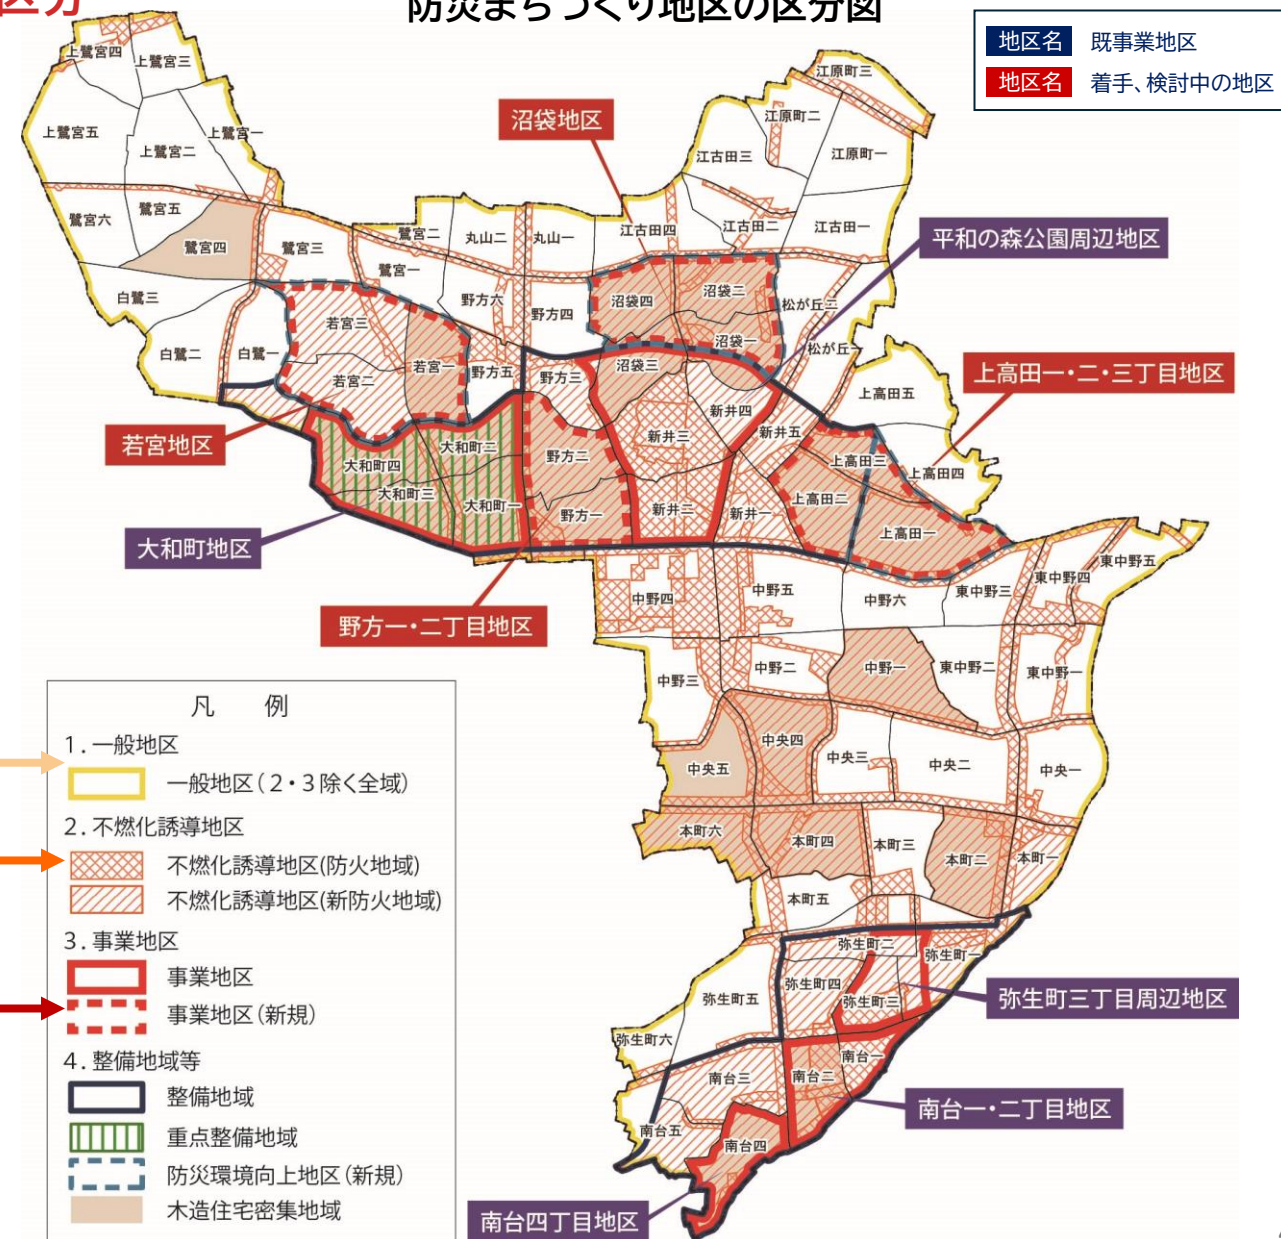 区分
防災まちづくり地区の区分図
地区名 既事業地区
地区名 着手、検討中の地区
上鷺宮四
上鷺宮三
上鷺宮五
上鷺宮二
上鷺宮一
鷺宮六
鷺宮五
鷺宮四
鷺宮三
鷺宮二
鷺宮一
丸山二
丸山一
沼袋地区
江原町三
江原町二
江原町一
江古田三
江古田四
江古田二
江古田一
平和の森公園周辺地区
白鷺三
白鷺二
白鷺一
若宮三
若宮二
若宮一
野方六
野方五
野方四
野方三
沼袋四
沼袋二
沼袋一
沼袋三
松が丘二
松が丘一
上高田一・二・三丁目地区
上高田五
上高田四
上高田三
上高田二
上高田一
新井四
新井五
新井三
新井二
新井一
若宮地区
大和町四
大和町二
大和町三
大和町一
野方二
野方一
大和町地区
野方一・二丁目地区
中野四
中野五
中野六
東中野三
東中野四
東中野五
中野三
中野二
中野一
東中野二
東中野一
中央五
中央四
中央三
中央二
中央一
本町六
本町四
本町三
本町二
本町一
本町五
弥生町二
弥生町一
弥生町四
弥生町三
弥生町五
弥生町六
弥生町三丁目周辺地区
南台三
南台二
南台一
南台五
南台四
南台一・二丁目地区
南台四丁目地区
凡 例
1.一般地区
一般地区(2・3除く全域)
2.不燃化誘導地区
不燃化誘導地区(防火地域)
不燃化誘導地区(新防火地域)
3.事業地区
事業地区
事業地区(新規)
4.整備地域等
整備地域
重点整備地域
防災環境向上地区(新規)
木造住宅密集地域